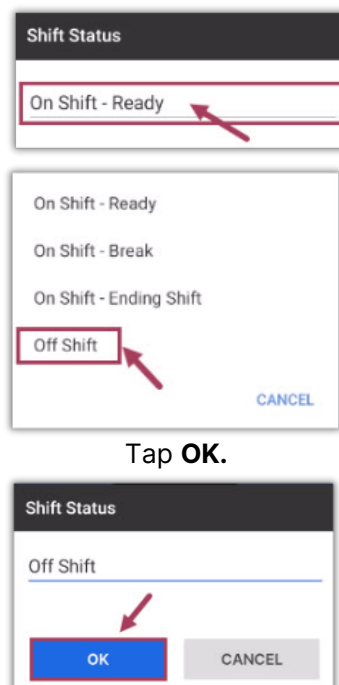 Shift Status
On Shift - Ready
On Shift - Ready
On Shift - Break
On Shift - Ending Shift
Off Shift
CANCEL
Tap OK.
Shift Status
Off Shift
OK CANCEL